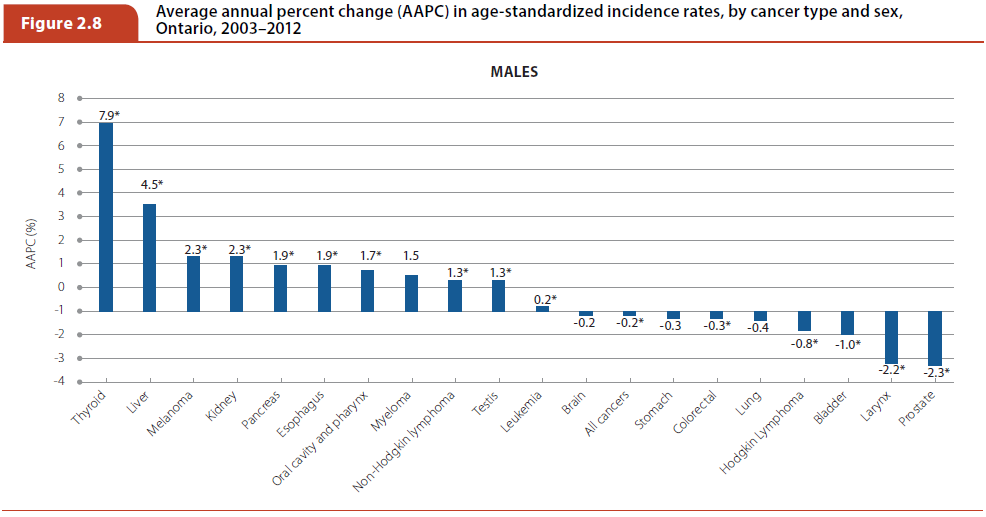 Figure 2.8
Average annual percent change (AAPC) in age-standardized incidence rates, by cancer type and sex,
Ontario, 2003–2012
MALES
AAPC (%)
8
7
6
5
4
3
2
1
0
-1
-2
-3
-4
7.9*
4.5*
2.3*
2.3*
1.9*
1.9*
1.7*
1.5
1.3*
1.3*
0.2*
-0.2
-0.2*
-0.3
-0.3*
-0.4
-0.8*
-1.0*
-2.2*
-2.3*
Thyroid
Liver
Melanoma
Kidney
Pancreas
Esophagus
Oral cavity and pharynx
Myeloma
Non-Hodgkin lymphoma
Testis
Leukemia
Brain
All cancers
Stomach
Colorectal
Lung
Hodgkin Lymphoma
Bladder
Larynx
Prostate